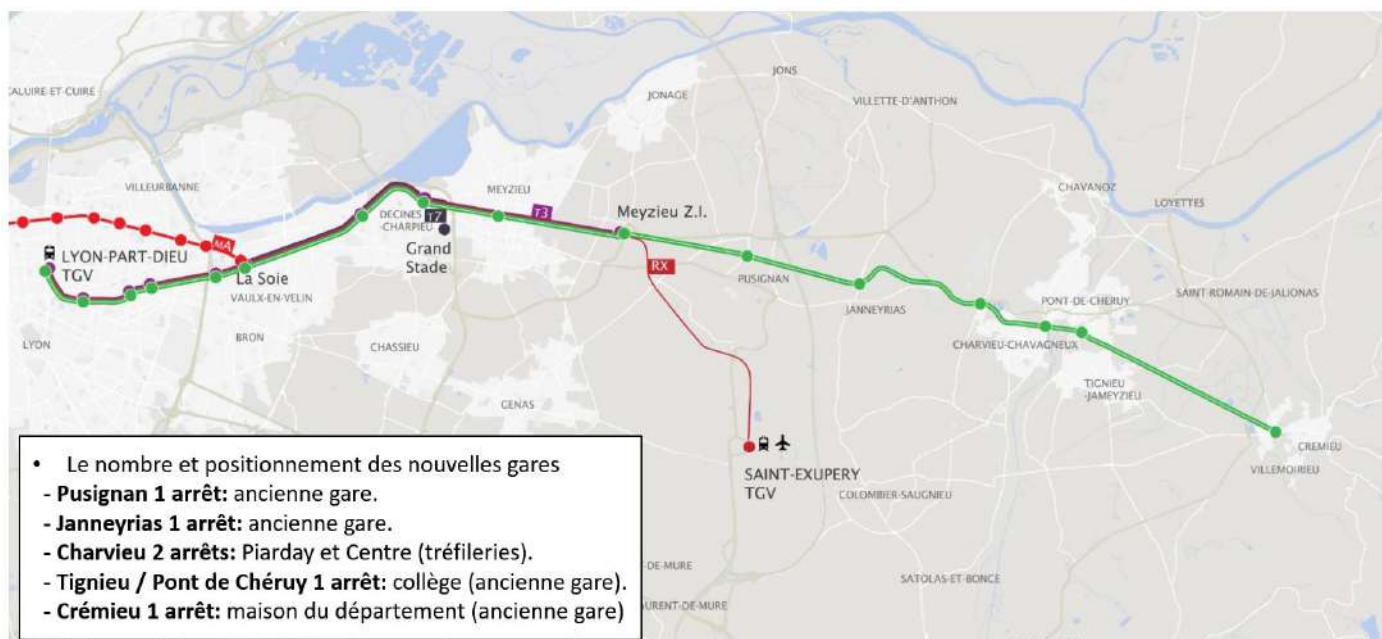 JONS
CALUIRE-ET-CUIRE
JONAGE
VILLETTE-D'ANTHON
VILLEURBANNE
MEYZIEU
CHAVANOZ
LOYETTES
DECINES
-CHARPIEU
T7
T3
Meyzieu Z.I.
MA
LYON-PART-DIEU
TGV
Grand
Stade
La Soie
RX
PUSIGNAN
SAINT-ROMAIN-DE-JALIONAS
VAULX-EN-VELIN
PONT-DE-CHERUY
JANNEYRIAS
LYON
BRON
CHASSIEU
CHARVIEU-CHAVAGNEUX
TIGNIEU
-JAMEYZIEU
GENAS
CREMIEU
VILLEMOIRIEU
SAINT-EXUPERY
TGV
COLOMBIER-SAUGNIEU
-DE-MURE
SATOLAS-ET-BONCE
AURENT-DE-MURE
• Le nombre et positionnement des nouvelles gares
- Pusignan 1 arrêt: ancienne gare.
- Janneyrias 1 arrêt: ancienne gare.
- Charvieu 2 arrêts: Piarday et Centre (tréfileries).
- Tignieu / Pont de Chéruy 1 arrêt: collège (ancienne gare).
- Crémieu 1 arrêt: maison du département (ancienne gare)